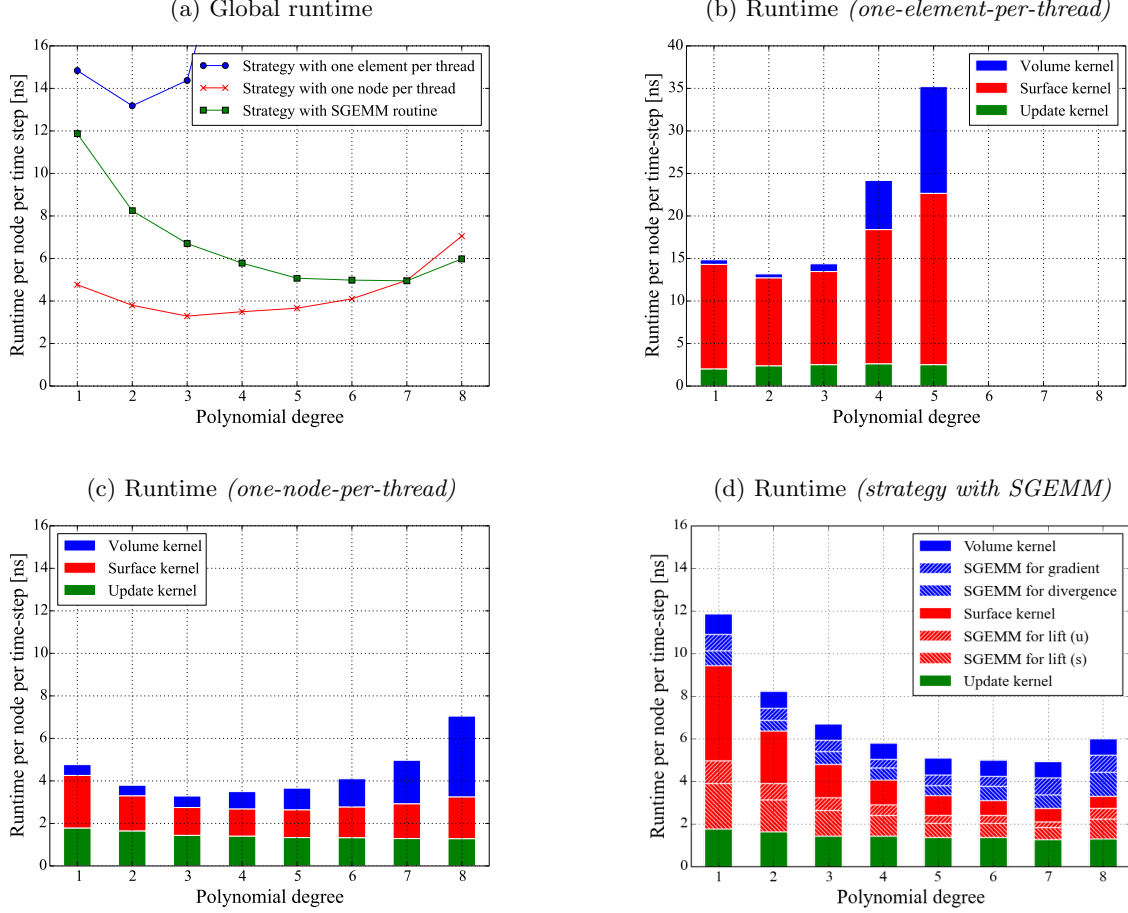 (a) Global runtime
Runtime per node per time step [ns]
16
14
12
10
8
6
4
2
0
Strategy with one element per thread
Strategy with one node per thread
Strategy with SGEMM routine
1 2 3 4 5 6 7 8
Polynomial degree
(b) Runtime (one-element-per-thread)
Runtime per node per time-step [ns]
40
35
30
25
20
15
10
5
0
Volume kernel
Surface kernel
Update kernel
1 2 3 4 5 6 7 8
Polynomial degree
(c) Runtime (one-node-per-thread)
Runtime per node per time-step [ns]
16
14
12
10
8
6
4
2
0
Volume kernel
Surface kernel
Update kernel
1 2 3 4 5 6 7 8
Polynomial degree
(d) Runtime (strategy with SGEMM)
Runtime per node per time-step [ns]
16
14
12
10
8
6
4
2
0
Volume kernel
SGEMM for gradient
SGEMM for divergence
Surface kernel
SGEMM for lift (u)
SGEMM for lift (s)
Update kernel
1 2 3 4 5 6 7 8
Polynomial degree